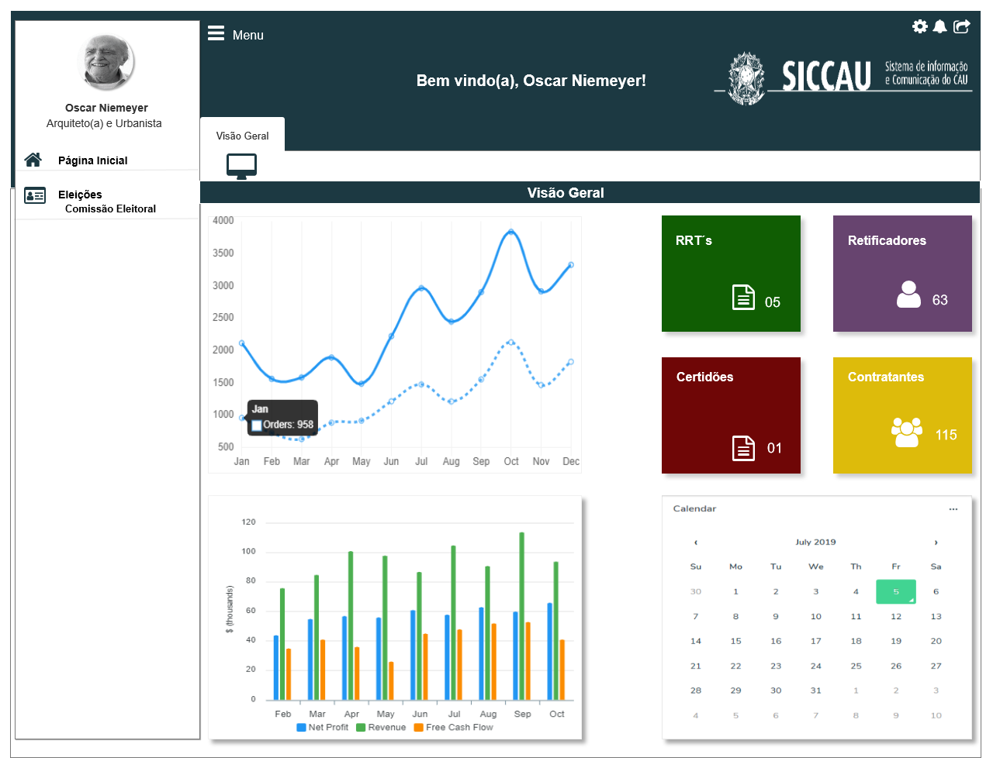 Menu
Bem vindo(a), Oscar Niemeyer!
SICCAU
Sistema de informação
e Comunicação do CAU
Oscar Niemeyer
Arquiteto(a) e Urbanista
Página Inicial
Eleições
Comissão Eleitoral
Visão Geral
Visão Geral
4000
3500
3000
2500
2000
1500
1000
500
Jan
Orders: 958
Jan Feb Mar Apr May Jun Jul Aug Sep Oct Nov Dec
RRT´s
05
Retificadores
63
Certidões
01
Contratantes
115
$ (thousands)
120
100
80
60
40
20
0
Feb Mar Apr May Jun Jul Aug Sep Oct
Net Profit Revenue Free Cash Flow
Calendar ...
‹ July 2019 ›
Su Mo Tu We Th Fr Sa
30 1 2 3 4 5 6
7 8 9 10 11 12 13
14 15 16 17 18 19 20
21 22 23 24 25 26 27
28 29 30 31 1 2 3
4 5 6 7 8 9 10